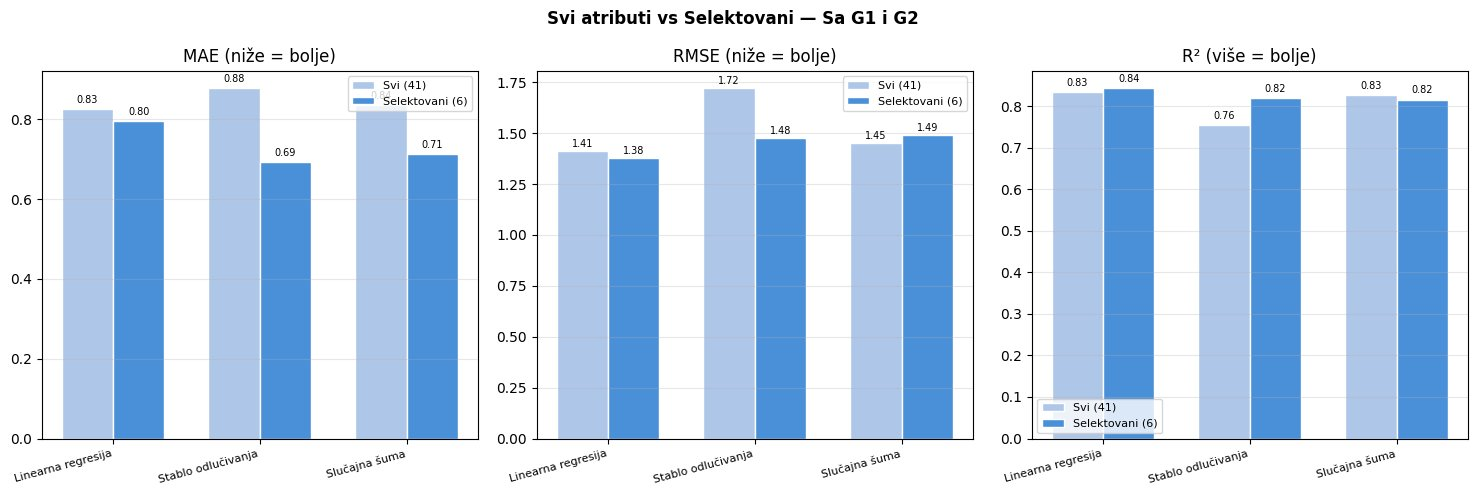 Svi atributi vs Selektovani — Sa G1 i G2
MAE (niže = bolje)
0.83
0.80
0.88
0.69
0.71
Svi (41)
Selektovani (6)
0.8
0.6
0.4
0.2
0.0
Linearna regresija
Stablo odlučivanja
Slučajna šuma
RMSE (niže = bolje)
1.41
1.38
1.72
1.48
1.45
1.49
Svi (41)
Selektovani (6)
1.75
1.50
1.25
1.00
0.75
0.50
0.25
0.00
Linearna regresija
Stablo odlučivanja
Slučajna šuma
R² (više = bolje)
0.83
0.84
0.76
0.82
0.83
0.82
0.8
0.7
0.6
0.5
0.4
0.3
0.2
0.1
0.0
Svi (41)
Selektovani (6)
Linearna regresija
Stablo odlučivanja
Slučajna šuma